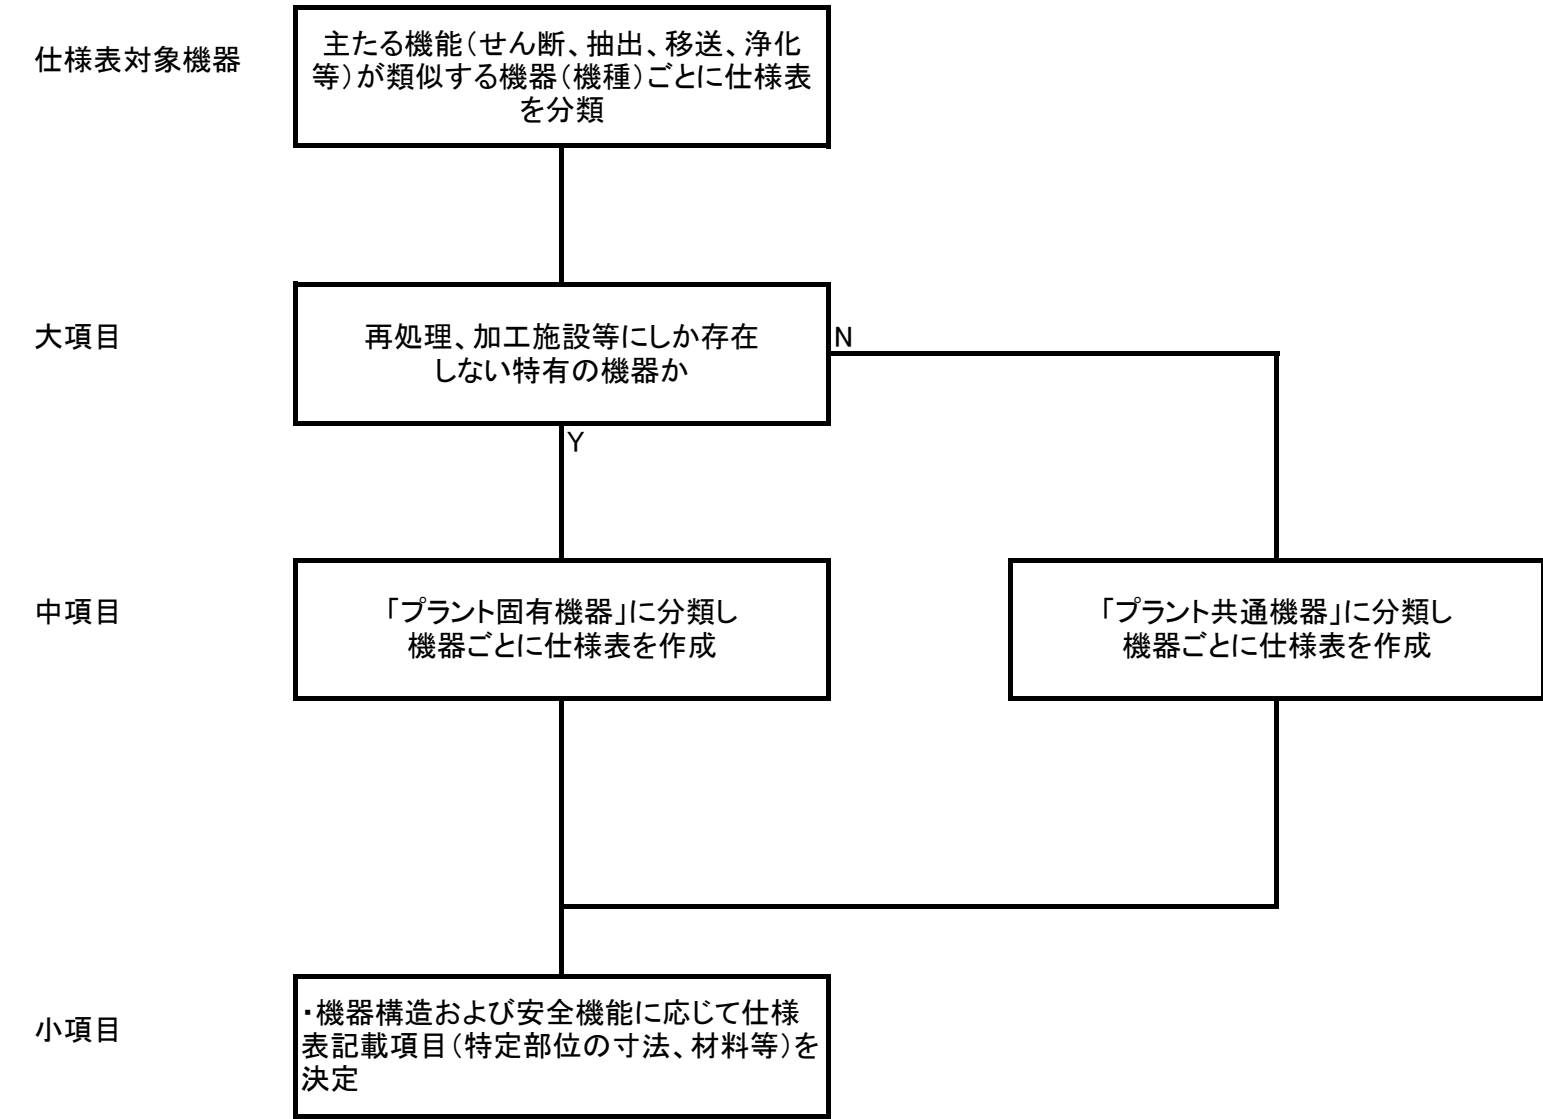 仕様表対象機器
主たる機能（せん断、抽出、移送、浄化
等）が類似する機器（機種）ごとに仕様表
を分類
大項目
再処理、加工施設等にしか存在
しない特有の機器か
N
Y
中項目
「プラント固有機器」に分類し
機器ごとに仕様表を作成
「プラント共通機器」に分類し
機器ごとに仕様表を作成
小項目
・機器構造および安全機能に応じて仕様
表記載項目（特定部位の寸法、材料等）を
決定